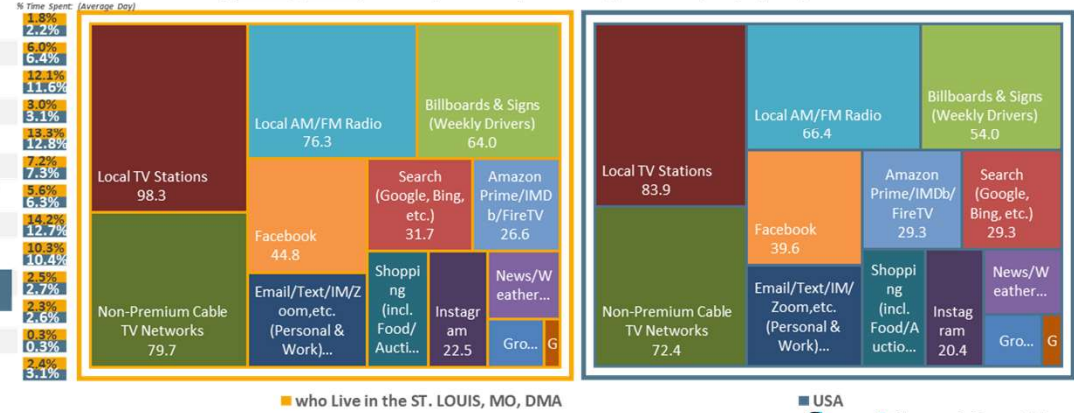 % Time Spent: (Average Day)
1.8%
2.2%
6.0%
6.4%
12.1%
11.6%
3.0%
3.1%
13.3%
12.8%
7.2%
7.3%
5.6%
6.3%
14.2%
12.7%
10.3%
10.4%
2.5%
2.7%
2.3%
2.6%
0.3%
0.3%
2.4%
3.1%
Local TV Stations
98.3
Non-Premium Cable
TV Networks
79.7
Local AM/FM Radio
76.3
Billboards & Signs
(Weekly Drivers)
64.0
Facebook
44.8
Search
(Google, Bing,
etc.)
31.7
Amazon
Prime/IMD
b/FireTV
26.6
Email/Text/IM/Z
oom,etc.
(Personal &
Work)...
Shoppi
ng
(incl.
Food/
Aucti...
Instagr
am
22.5
News/W
eather...
Gro...
G
Local TV Stations
83.9
Non-Premium Cable
TV Networks
72.4
Local AM/FM Radio
66.4
Billboards & Signs
(Weekly Drivers)
54.0
Facebook
39.6
Amazon
Prime/IMDb/
FireTV
29.3
Search
(Google,
Bing, etc.)
29.3
Email/Text/IM/
Zoom,etc.
(Personal &
Work)...
Shoppi
ng
(incl.
Food/A
uctio...
Instag
ram
20.4
News/W
eather...
Gro...
G
who Live in the ST. LOUIS, MO, DMA
USA